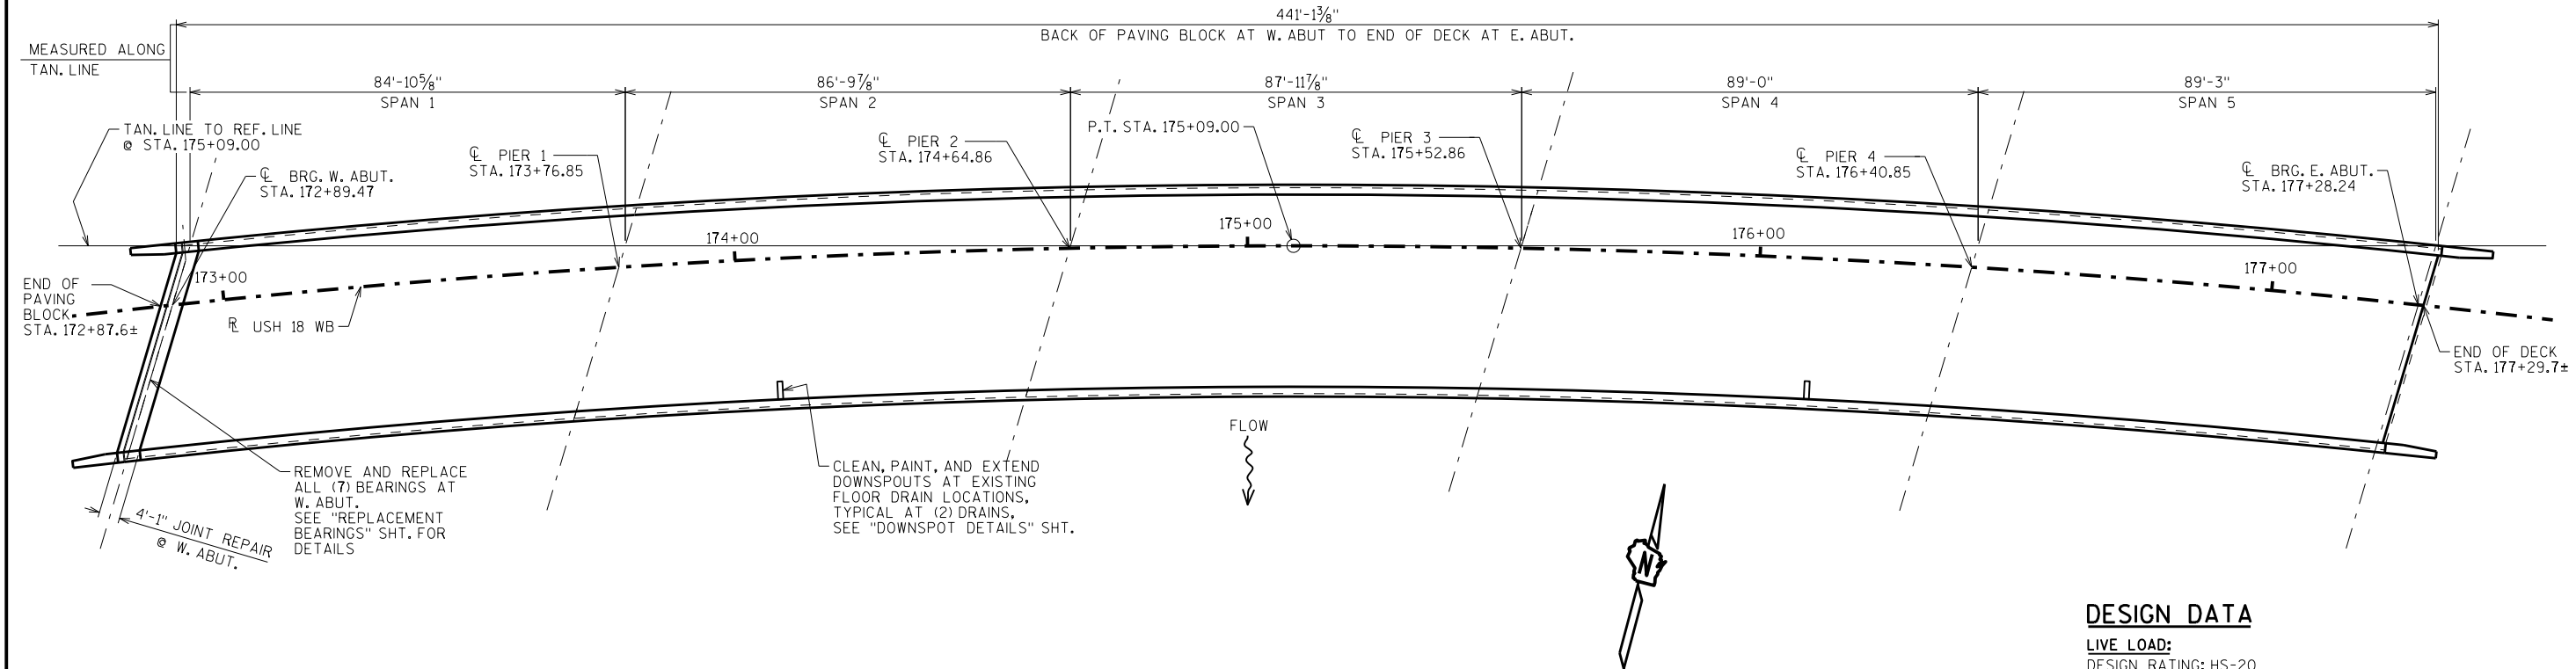 441'-1⅜"
BACK OF PAVING BLOCK AT W. ABUT TO END OF DECK AT E. ABUT.
MEASURED ALONG
TAN. LINE
84'-10⅝"
SPAN 1
86'-9⅞"
SPAN 2
87'-11⅞"
SPAN 3
89'-0"
SPAN 4
89'-3"
SPAN 5
TAN. LINE TO REF. LINE
@ STA. 175+09.00
℄ BRG. W. ABUT.
STA. 172+89.47
℄ PIER 1
STA. 173+76.85
℄ PIER 2
STA. 174+64.86
P.T. STA. 175+09.00
℄ PIER 3
STA. 175+52.86
℄ PIER 4
STA. 176+40.85
℄ BRG. E. ABUT.
STA. 177+28.24
173+00
174+00
175+00
176+00
177+00
END OF
PAVING
BLOCK
STA. 172+87.6±
RL USH 18 WB
END OF DECK
STA. 177+29.7±
REMOVE AND REPLACE
ALL (7) BEARINGS AT
W. ABUT.
SEE "REPLACEMENT
BEARINGS" SHT. FOR
DETAILS
4'-1" JOINT REPAIR
@ W. ABUT.
CLEAN, PAINT, AND EXTEND
DOWNSPOUTS AT EXISTING
FLOOR DRAIN LOCATIONS,
TYPICAL AT (2) DRAINS,
SEE "DOWNSPOT DETAILS" SHT.
FLOW
N
DESIGN DATA
LIVE LOAD:
DESIGN RATING: HS-20